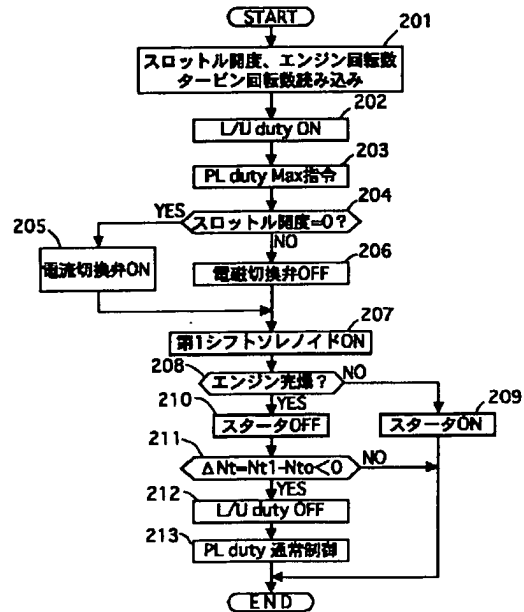 START
201
スロットル開度、エンジン回転数
タービン回転数読み込み
202
L/U duty ON
203
PL duty Max指令
204
スロットル開度=0?
YES
NO
205
電流切換弁ON
206
電磁切換弁OFF
207
第1シフトソレノイドON
208
エンジン完爆?
NO
YES
209
スタータON
210
スタータOFF
211
ΔNt=Nt1-Nto<0
NO
YES
212
L/U duty OFF
213
PL duty 通常制御
END